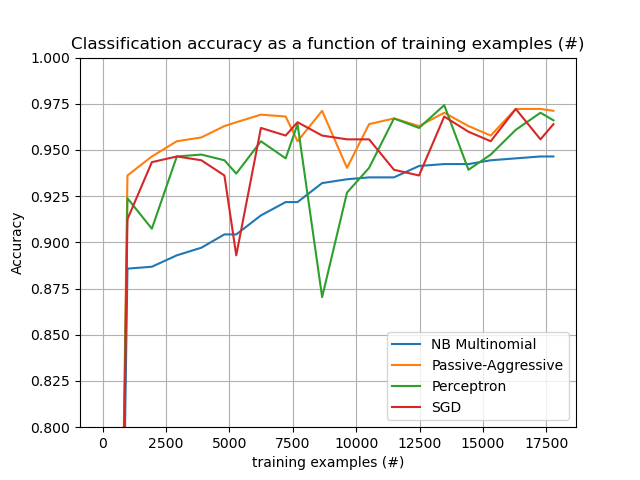 Classification accuracy as a function of training examples (#)
1.000
0.975
0.950
0.925
0.900
0.875
0.850
0.825
0.800
Accuracy
NB Multinomial
Passive-Aggressive
Perceptron
SGD
0 2500 5000 7500 10000 12500 15000 17500
training examples (#)